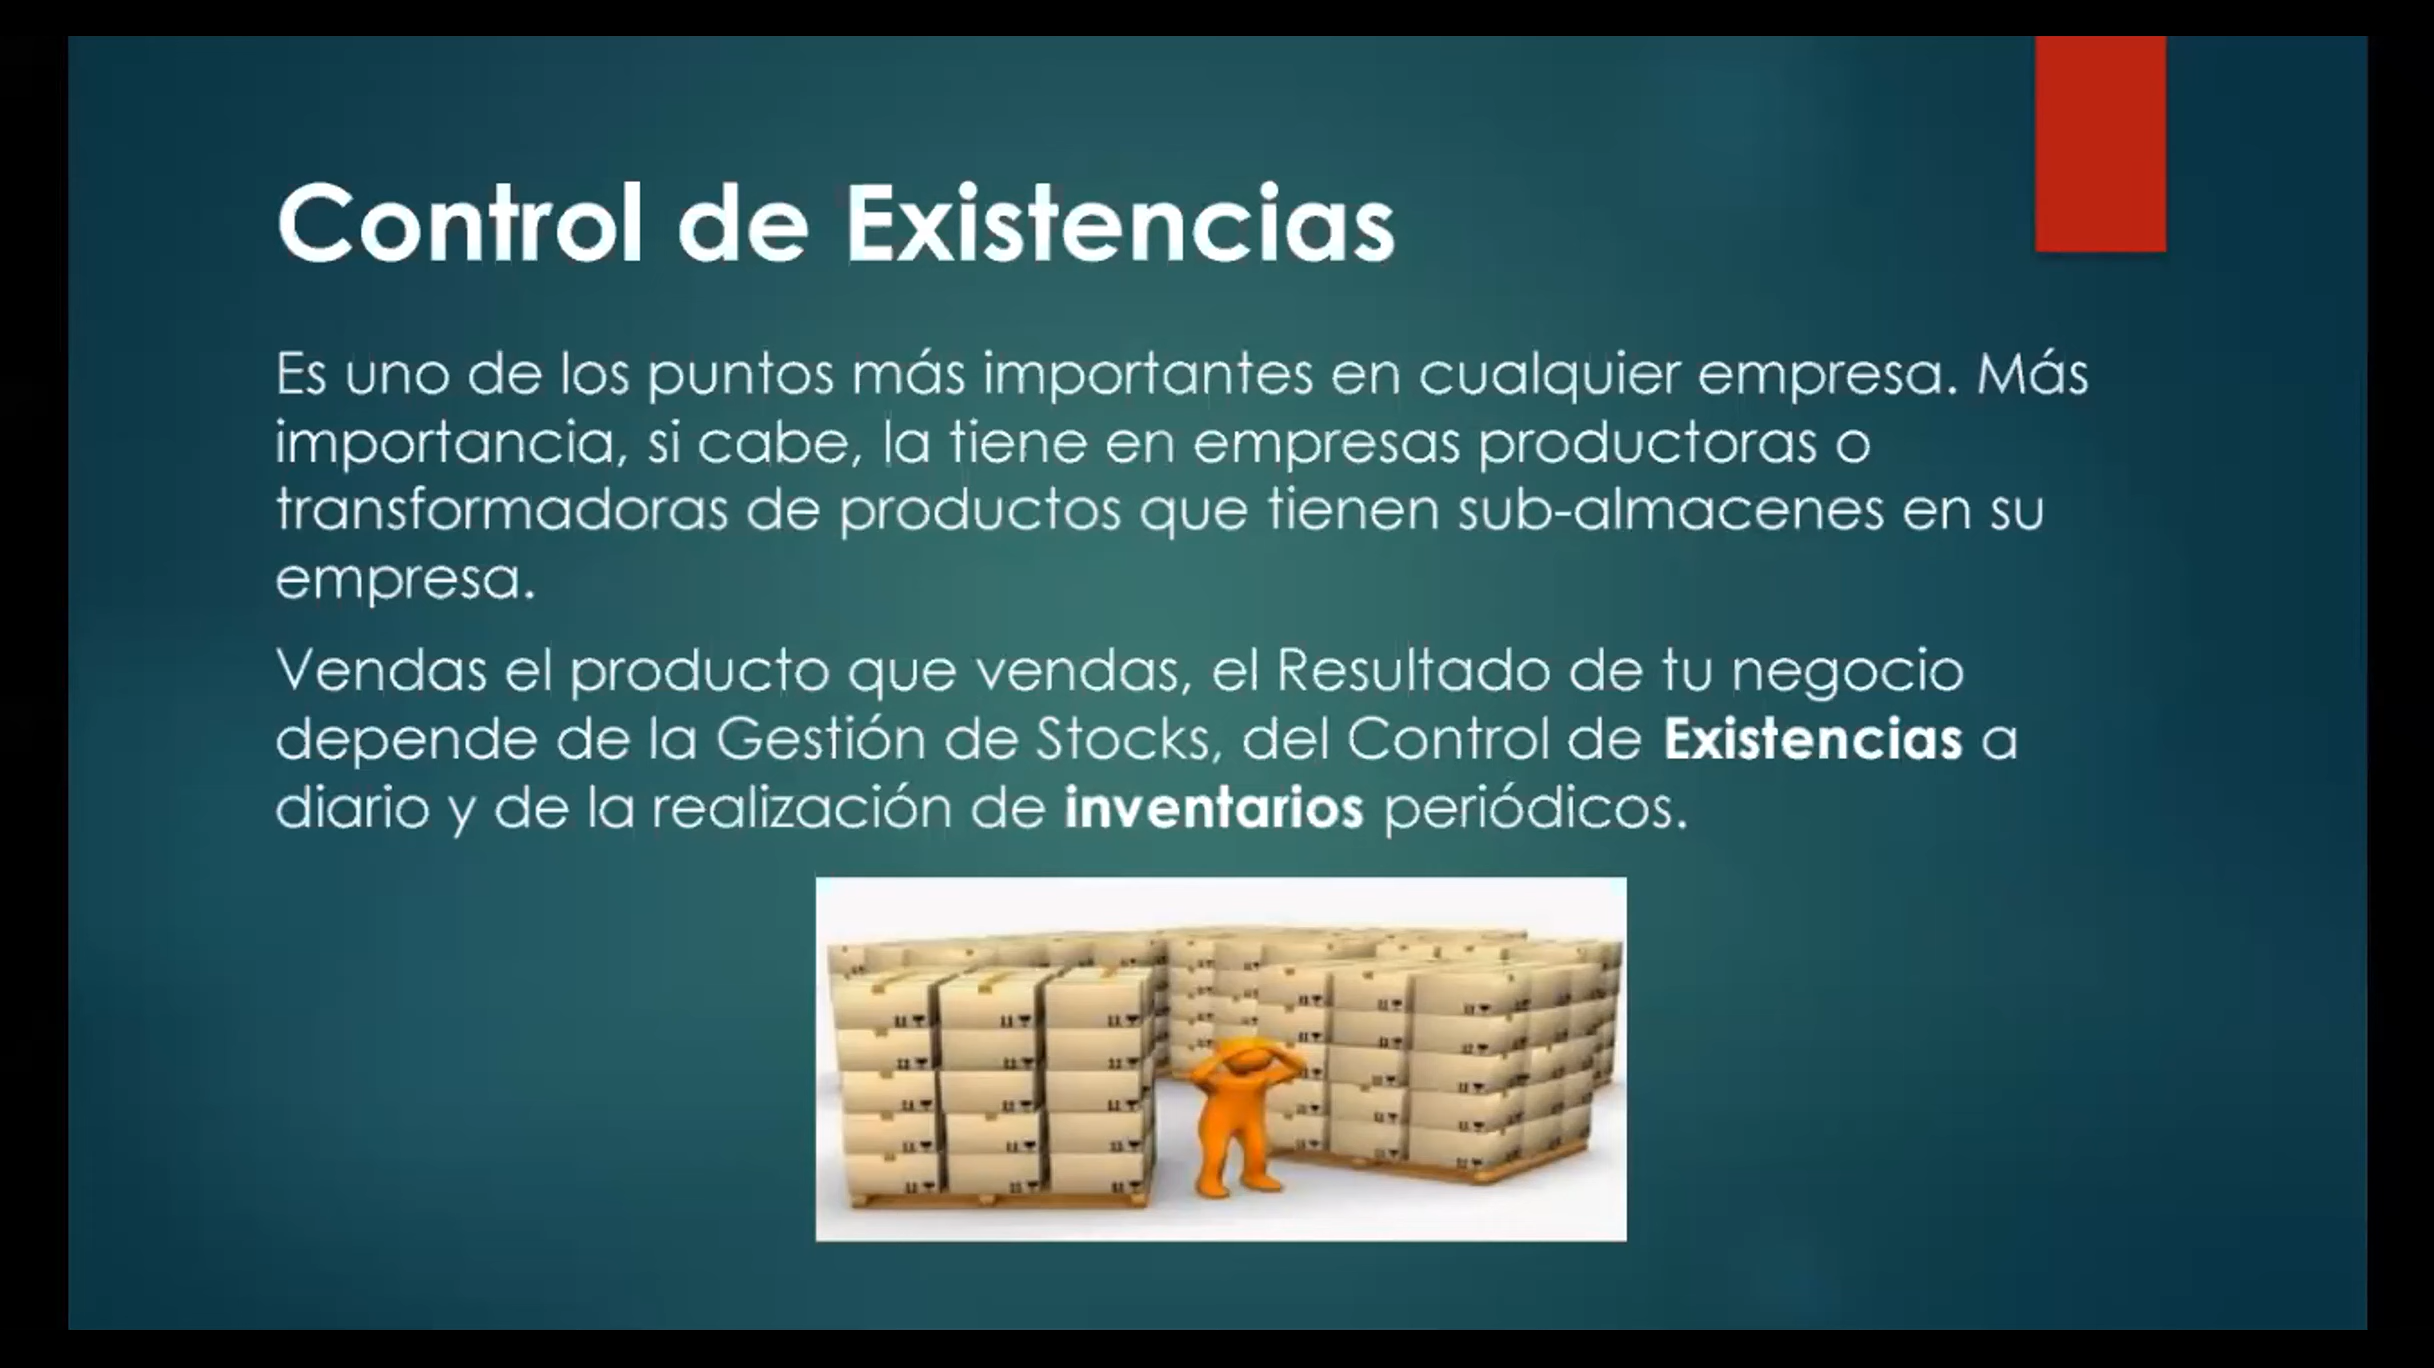 Control de Existencias
Es uno de los puntos más importantes en cualquier empresa. Más
importancia, si cabe, la tiene en empresas productoras o
transformadoras de productos que tienen sub-almacenes en su
empresa.
Vendas el producto que vendas, el Resultado de tu negocio
depende de la Gestión de Stocks, del Control de Existencias a
diario y de la realización de inventarios periódicos.